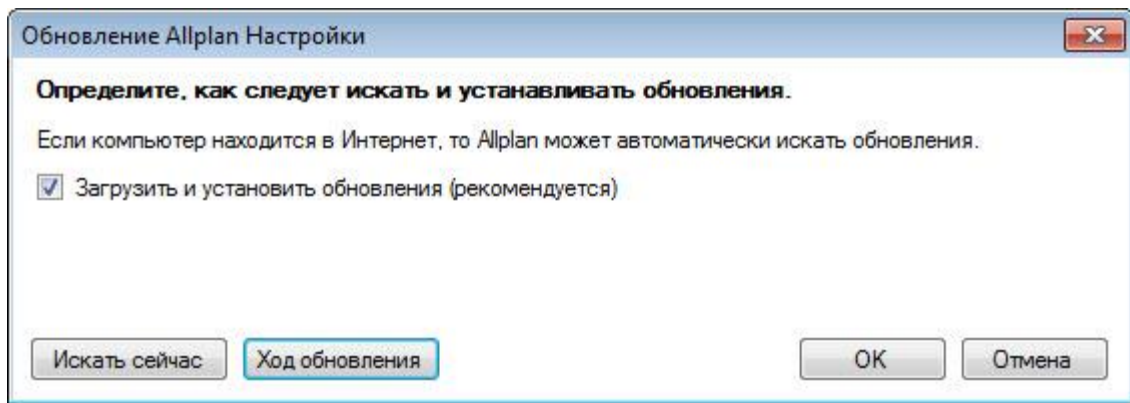 Обновление Allplan Настройки
Определите, как следует искать и устанавливать обновления.
Если компьютер находится в Интернет, то Allplan может автоматически искать обновления.
Загрузить и установить обновления (рекомендуется)
Искать сейчас Ход обновления OK Отмена